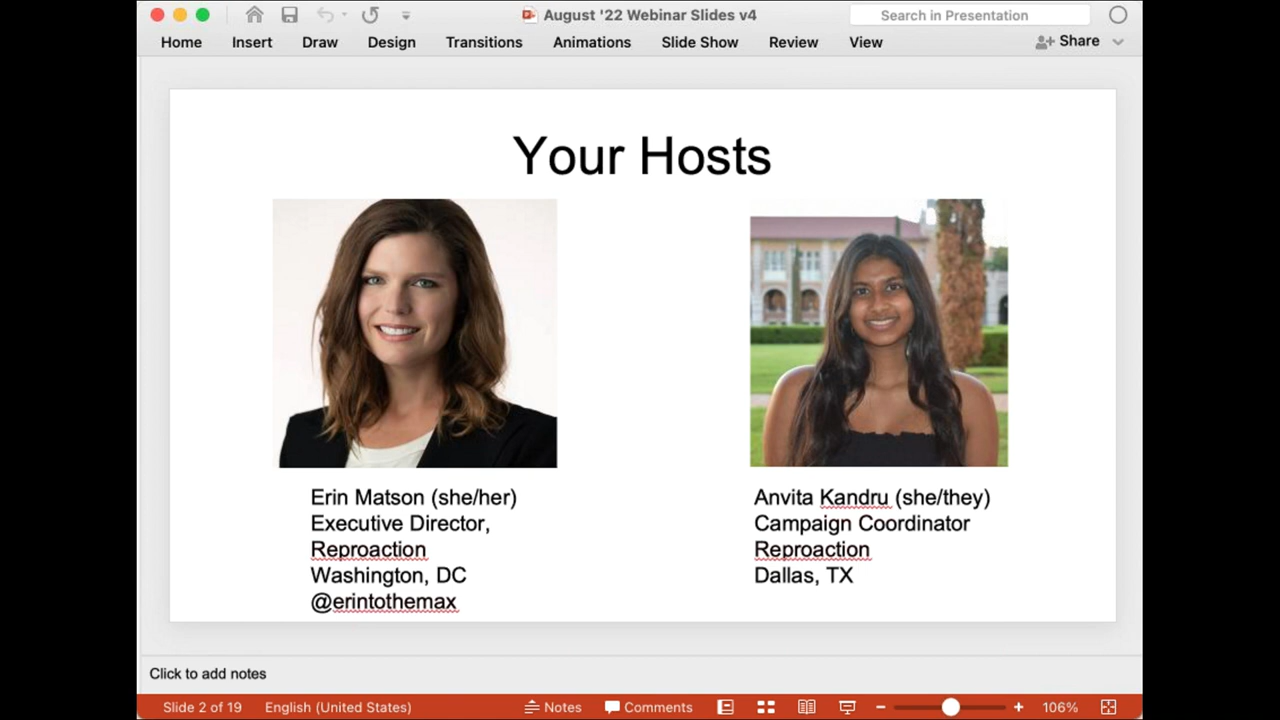 August '22 Webinar Slides v4
Search in Presentation
Home Insert Draw Design Transitions Animations Slide Show Review View Share
Your Hosts
Erin Matson (she/her)
Executive Director,
Reproaction
Washington, DC
@erintothemax
Anvita Kandru (she/they)
Campaign Coordinator
Reproaction
Dallas, TX
Click to add notes
Slide 2 of 19 English (United States) Notes Comments 106%